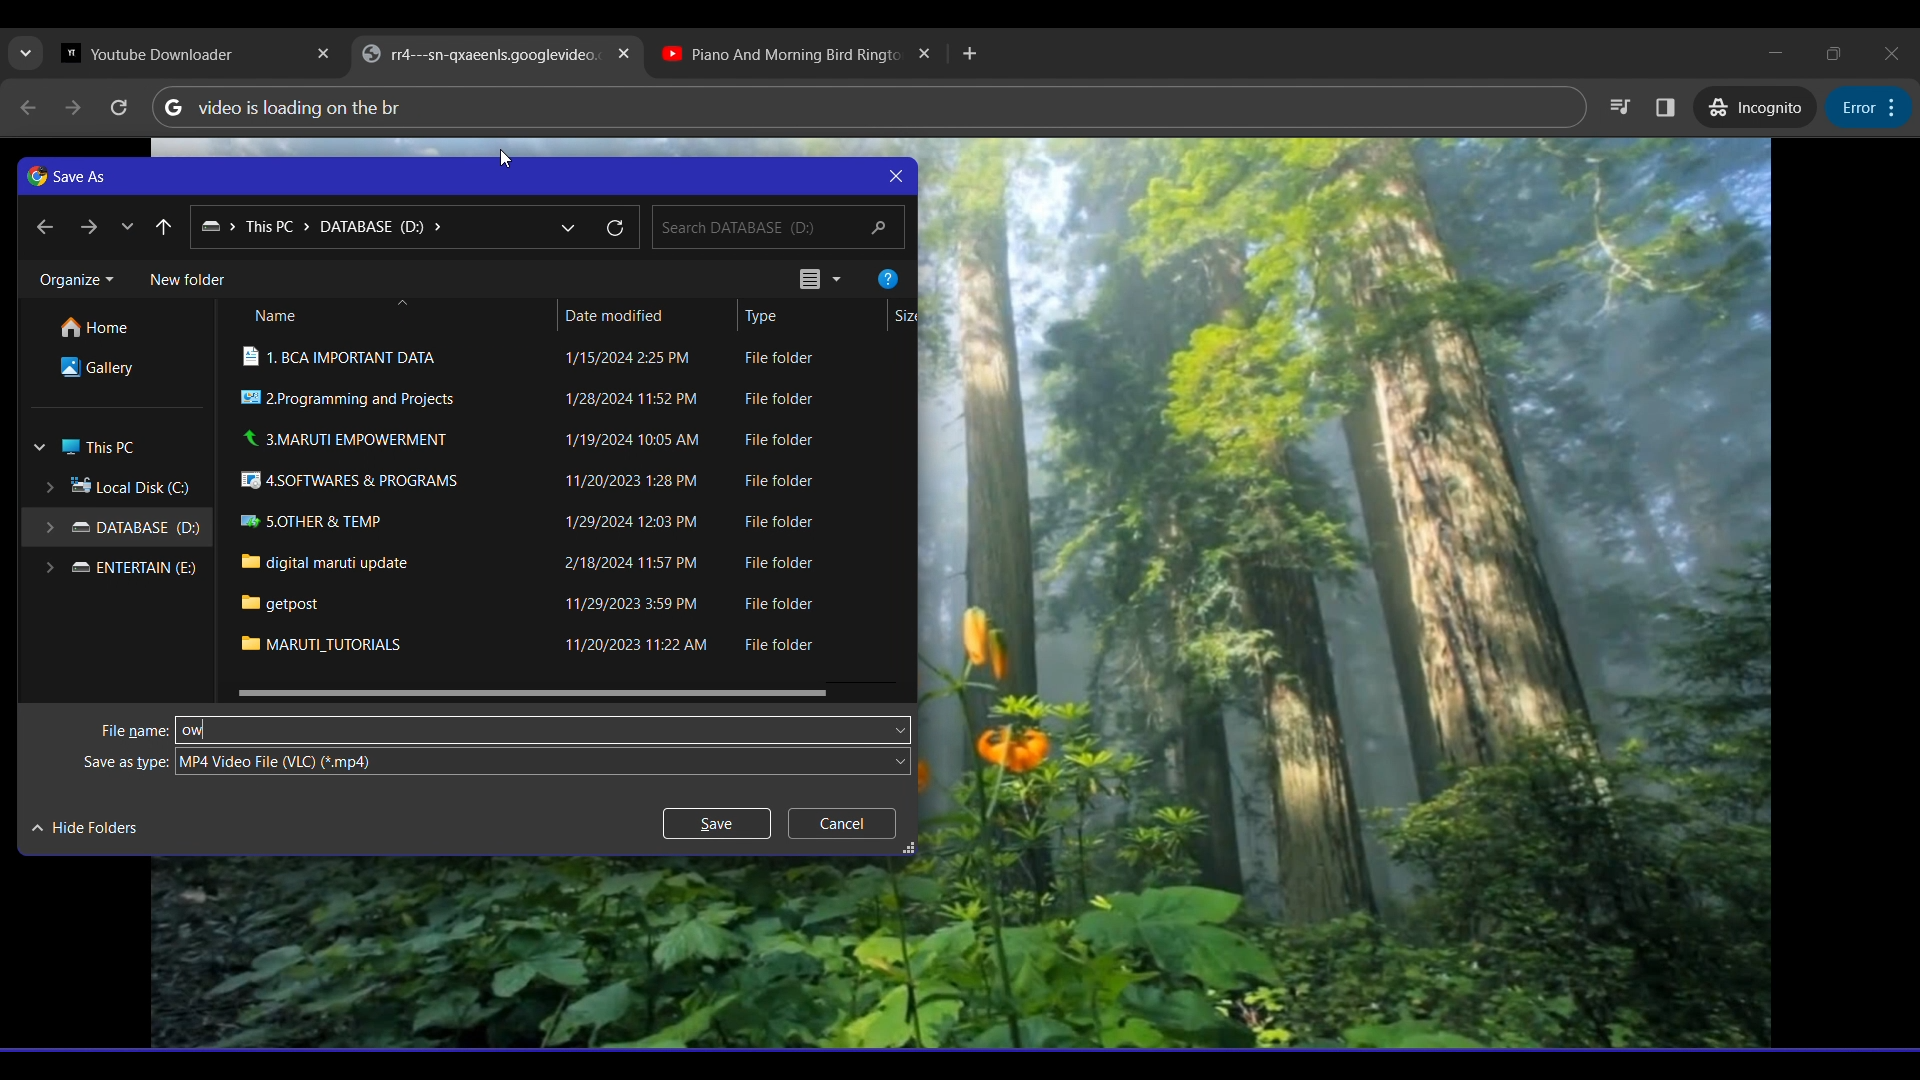 YT Youtube Downloader
rr4---sn-qxaeenls.googlevideo.c
Piano And Morning Bird Ringto
video is loading on the br
Incognito
Error
Save As
This PC > DATABASE (D:) >
Search DATABASE (D:)
Organize
New folder
Home
Gallery
This PC
Local Disk (C:)
DATABASE (D:)
ENTERTAIN (E:)
Name Date modified Type Size
1. BCA IMPORTANT DATA 1/15/2024 2:25 PM File folder
2.Programming and Projects 1/28/2024 11:52 PM File folder
3.MARUTI EMPOWERMENT 1/19/2024 10:05 AM File folder
4.SOFTWARES & PROGRAMS 11/20/2023 1:28 PM File folder
5.OTHER & TEMP 1/29/2024 12:03 PM File folder
digital maruti update 2/18/2024 11:57 PM File folder
getpost 11/29/2023 3:59 PM File folder
MARUTI_TUTORIALS 11/20/2023 11:22 AM File folder
File name: ow
Save as type: MP4 Video File (VLC) (*.mp4)
Hide Folders
Save
Cancel